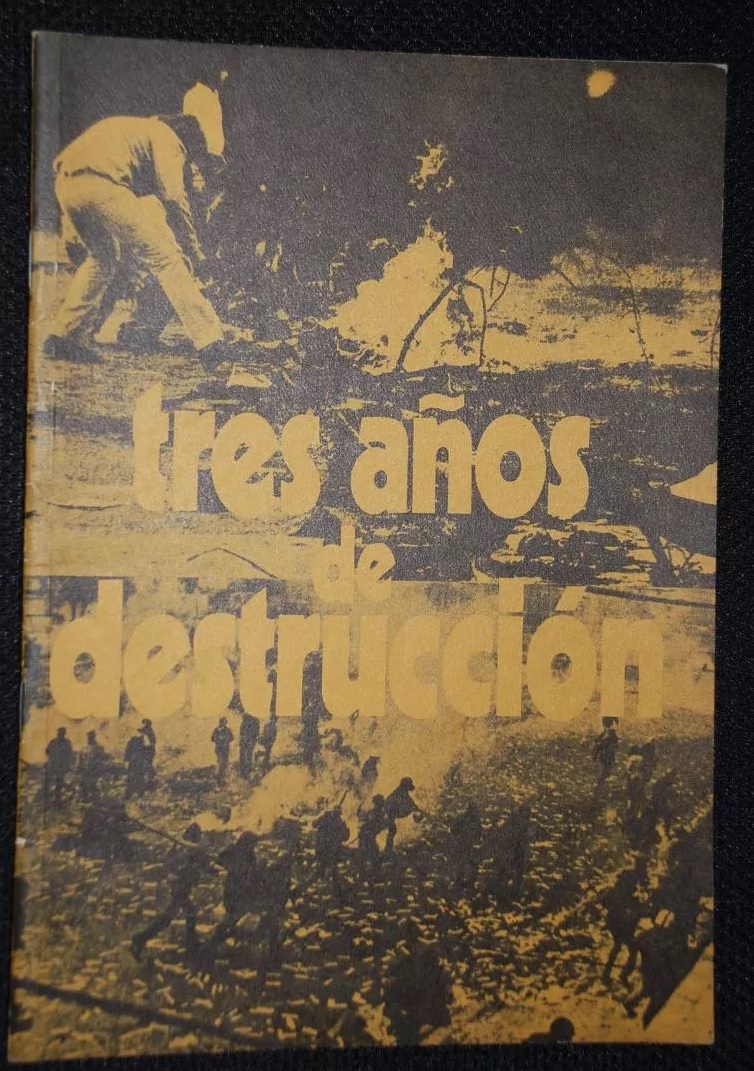 tres años
de
destrucción